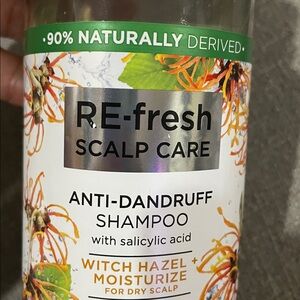 •90% NATURALLY DERIVED•
RE-fresh
SCALP CARE
ANTI-DANDRUFF
SHAMPOO
with salicylic acid
WITCH HAZEL +
MOISTURIZE
FOR DRY SCALP